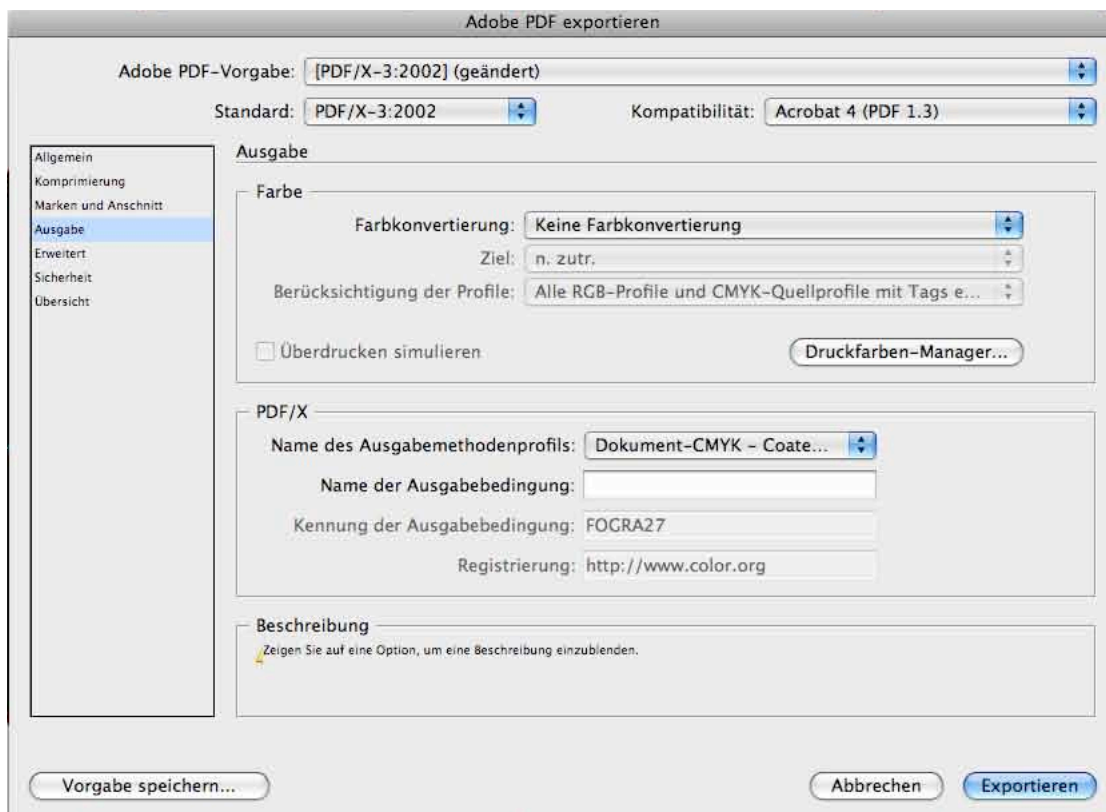 Adobe PDF exportieren
Adobe PDF-Vorgabe: [PDF/X-3:2002] (geändert)
Standard: PDF/X-3:2002 Kompatibilität: Acrobat 4 (PDF 1.3)
Allgemein
Komprimierung
Marken und Anschnitt
Ausgabe
Erweitert
Sicherheit
Übersicht
Ausgabe
Farbe
Farbkonvertierung: Keine Farbkonvertierung
Ziel: n. zutr.
Berücksichtigung der Profile: Alle RGB-Profile und CMYK-Quellprofile mit Tags e...
Überdrucken simulieren Druckfarben-Manager...
PDF/X
Name des Ausgabemethodenprofils: Dokument-CMYK - Coate...
Name der Ausgabebedingung:
Kennung der Ausgabebedingung: FOGRA27
Registrierung: http://www.color.org
Beschreibung
Zeigen Sie auf eine Option, um eine Beschreibung einzublenden.
Vorgabe speichern... Abbrechen Exportieren